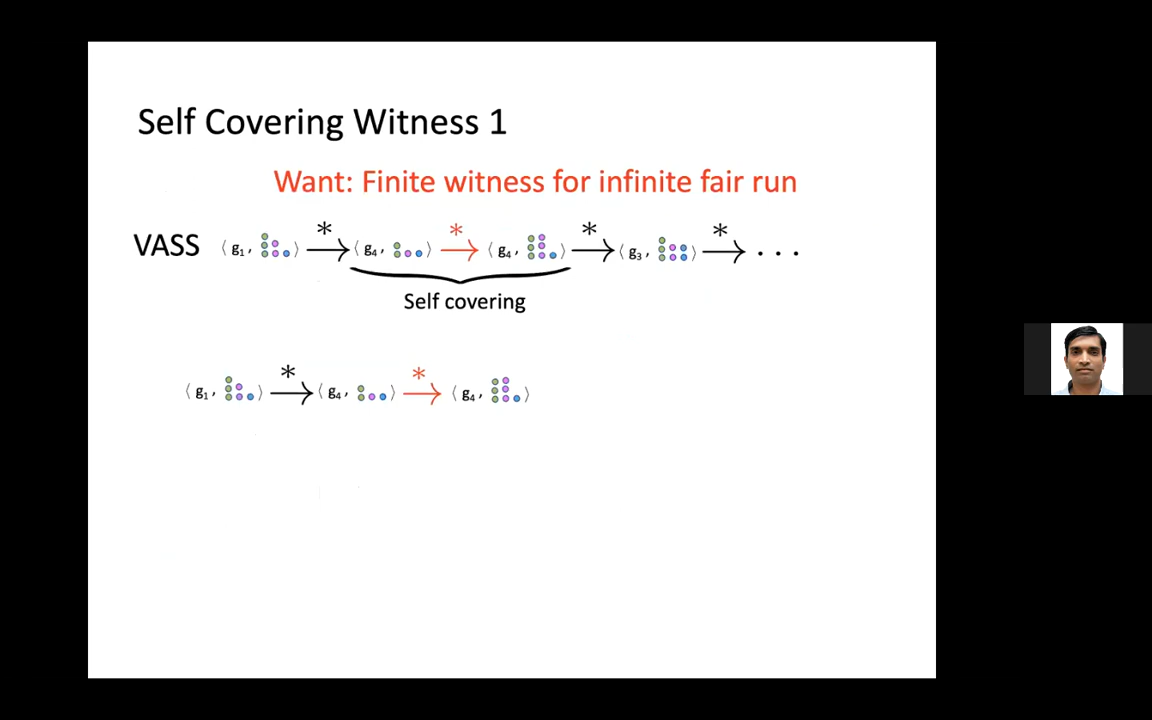 Self Covering Witness 1
Want: Finite witness for infinite fair run
VASS ⟨ g₁, ⟩ * → ⟨ g₄, ⟩ * → ⟨ g₄, ⟩ * → ⟨ g₃, ⟩ * → . . .
Self covering
⟨ g₁, ⟩ * → ⟨ g₄, ⟩ * → ⟨ g₄, ⟩